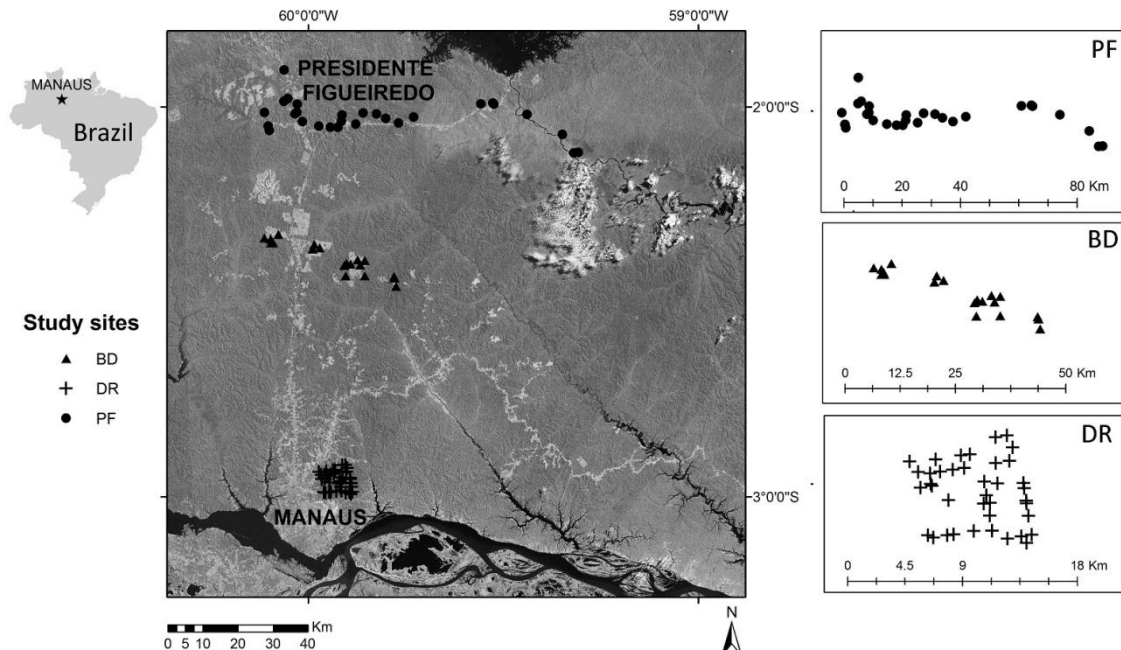 60°0'0"W
59°0'0"W
MANAUS
Brazil
PRESIDENTE
FIGUEIREDO
2°0'0"S
PF
0 20 40 80 Km
BD
0 12.5 25 50 Km
DR
0 4.5 9 18 Km
Study sites
BD
DR
PF
MANAUS
3°0'0"S
Km
0 5 10 20 30 40
N